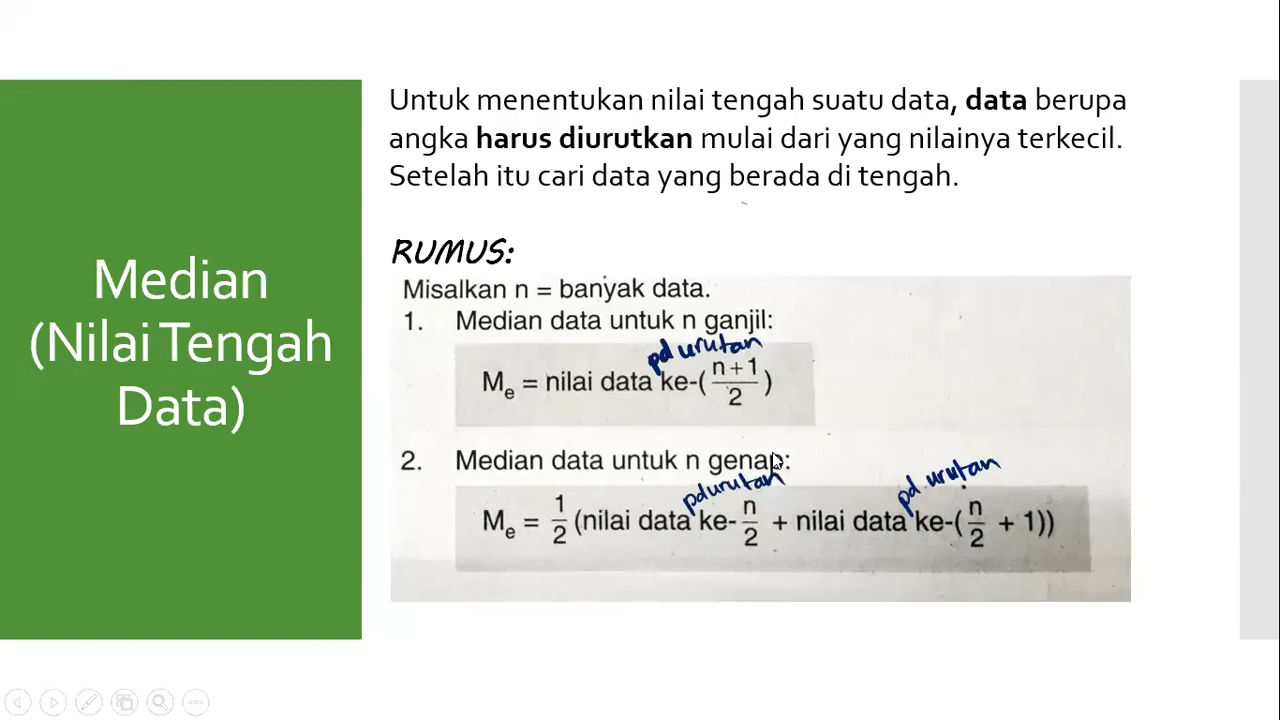 Median
(Nilai Tengah
Data)
Untuk menentukan nilai tengah suatu data, data berupa
angka harus diurutkan mulai dari yang nilainya terkecil.
Setelah itu cari data yang berada di tengah.
RUMUS:
Misalkan n = banyak data.
1. Median data untuk n ganjil:
pd urutan
Me = nilai data ke-(n+1/2)
2. Median data untuk n genap:
pd urutan pd urutan
Me = 1/2 (nilai data ke- n/2 + nilai data ke-(n/2 + 1))